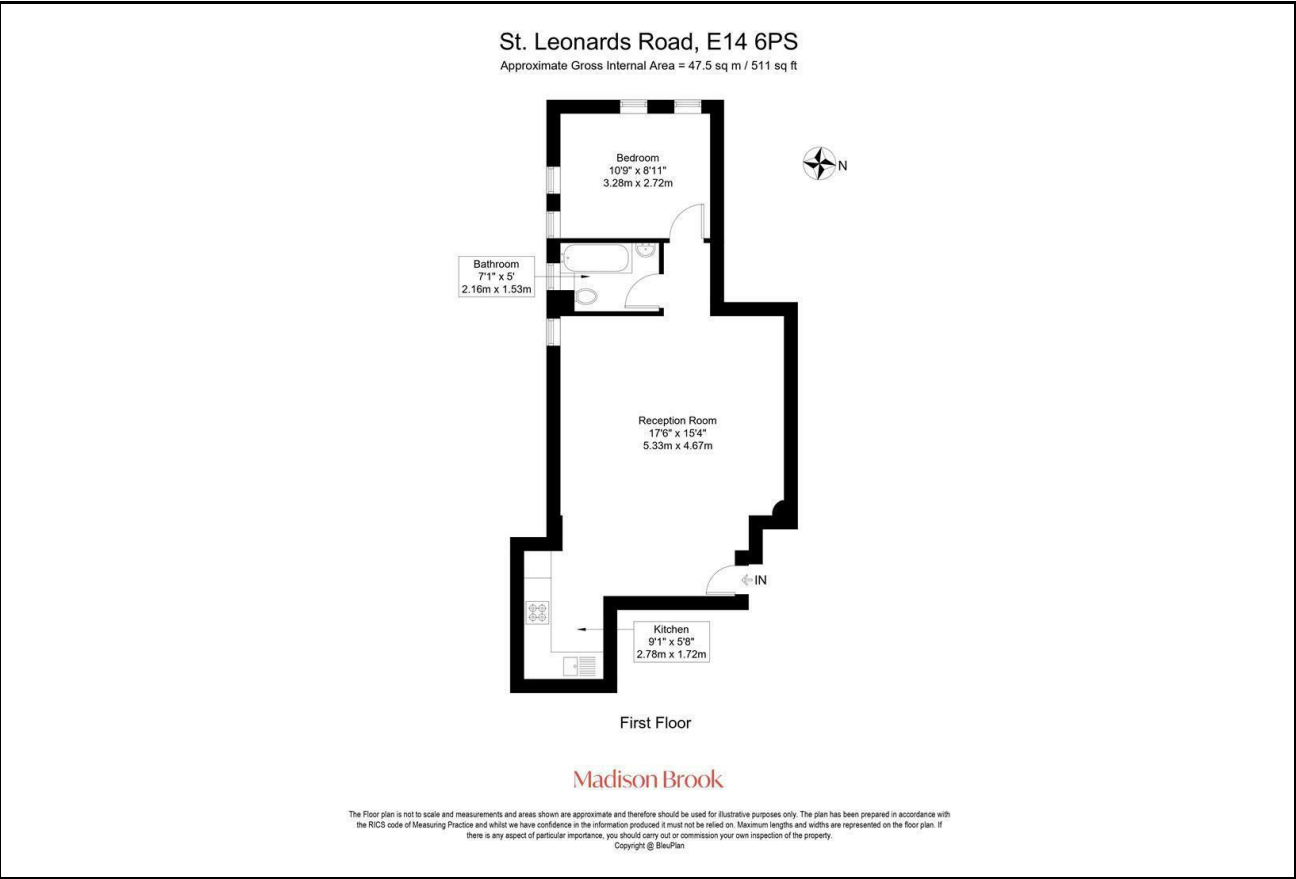 St. Leonards Road, E14 6PS
Approximate Gross Internal Area = 47.5 sq m / 511 sq ft
Bedroom
10'9" x 8'11"
3.28m x 2.72m
N
Bathroom
7'1" x 5'
2.16m x 1.53m
Reception Room
17'6" x 15'4"
5.33m x 4.67m
IN
Kitchen
9'1" x 5'8"
2.78m x 1.72m
First Floor
Madison Brook
The Floor plan is not to scale and measurements and areas shown are approximate and therefore should be used for illustrative purposes only. The plan has been prepared in accordance with
the RICS code of Measuring Practice and whilst we have confidence in the information produced it must not be relied on. Maximum lengths and widths are represented on the floor plan. If
there is any aspect of particular importance, you should carry out or commission your own inspection of the property.
Copyright @ BleuPlan